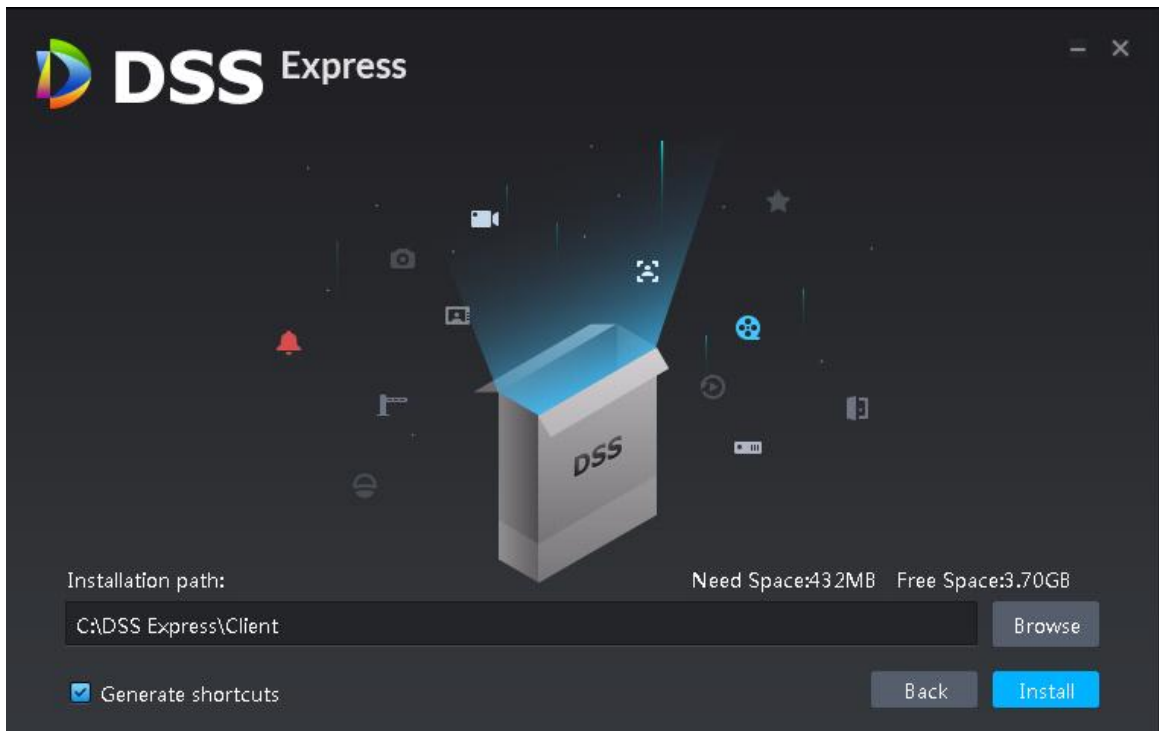 DSS Express
DSS
Installation path:
Need Space:432MB Free Space:3.70GB
C:\DSS Express\Client
Browse
Generate shortcuts
Back
Install